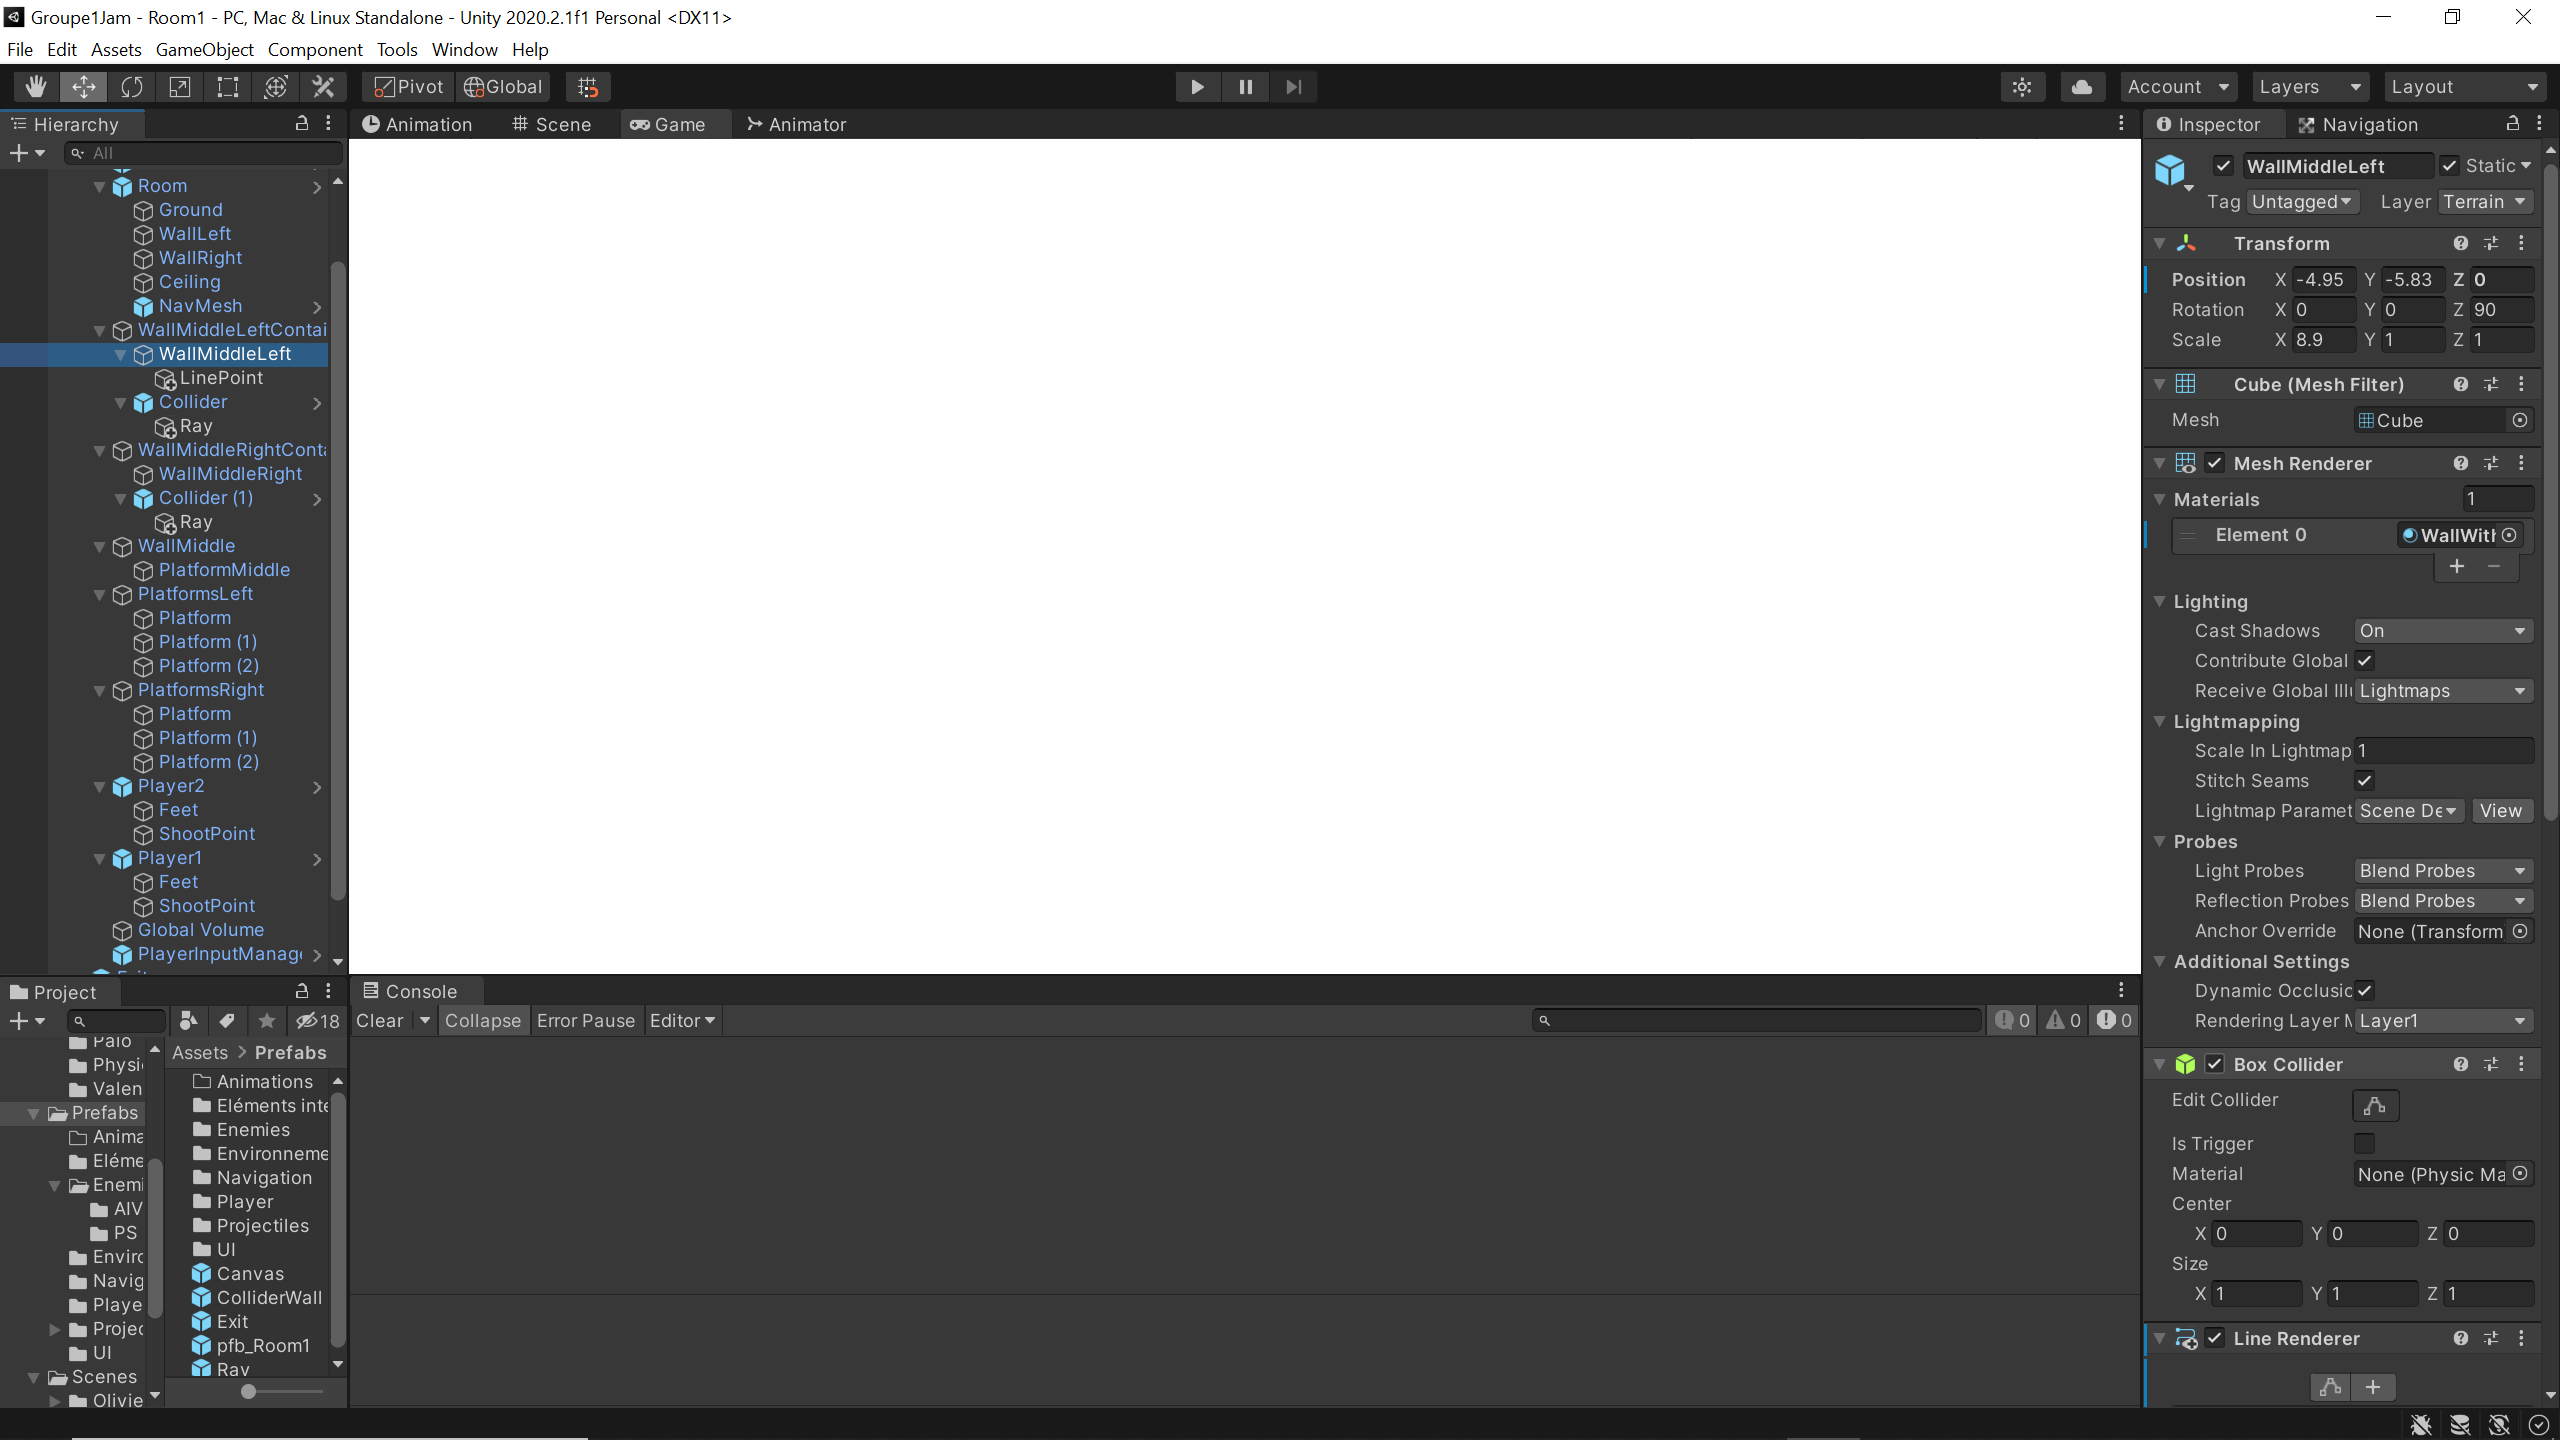 Groupe1Jam - Room1 - PC, Mac & Linux Standalone - Unity 2020.2.1f1 Personal <DX11>
File Edit Assets GameObject Component Tools Window Help
Pivot Global Account Layers Layout
Hierarchy
All
Room
Ground
WallLeft
WallRight
Ceiling
NavMesh
WallMiddleLeftContai
WallMiddleLeft
LinePoint
Collider
Ray
WallMiddleRightConta
WallMiddleRight
Collider (1)
Ray
WallMiddle
PlatformMiddle
PlatformsLeft
Platform
Platform (1)
Platform (2)
PlatformsRight
Platform
Platform (1)
Platform (2)
Player2
Feet
ShootPoint
Player1
Feet
ShootPoint
Global Volume
PlayerInputManage
Animation Scene Game Animator
Inspector Navigation
WallMiddleLeft Static
Tag Untagged Layer Terrain
Transform
Position X -4.95 Y -5.83 Z 0
Rotation X 0 Y 0 Z 90
Scale X 8.9 Y 1 Z 1
Cube (Mesh Filter)
Mesh Cube
Mesh Renderer
Materials 1
Element 0 WallWith
Lighting
Cast Shadows On
Contribute Global
Receive Global Illu Lightmaps
Lightmapping
Scale In Lightmap 1
Stitch Seams
Lightmap Paramet Scene De View
Probes
Light Probes Blend Probes
Reflection Probes Blend Probes
Anchor Override None (Transform
Additional Settings
Dynamic Occlusic
Rendering Layer M Layer1
Box Collider
Edit Collider
Is Trigger
Material None (Physic Ma
Center
X 0 Y 0 Z 0
Size
X 1 Y 1 Z 1
Line Renderer
Project
18
Palo
Physi
Valen
Prefabs
Anima
Eléme
Enemi
AIV
PS
Enviro
Navig
Playe
Projec
UI
Scenes
Olivie
Assets > Prefabs
Animations
Eléments inte
Enemies
Environneme
Navigation
Player
Projectiles
UI
Canvas
ColliderWall
Exit
pfb_Room1
Ray
Console
Clear Collapse Error Pause Editor 0 0 0